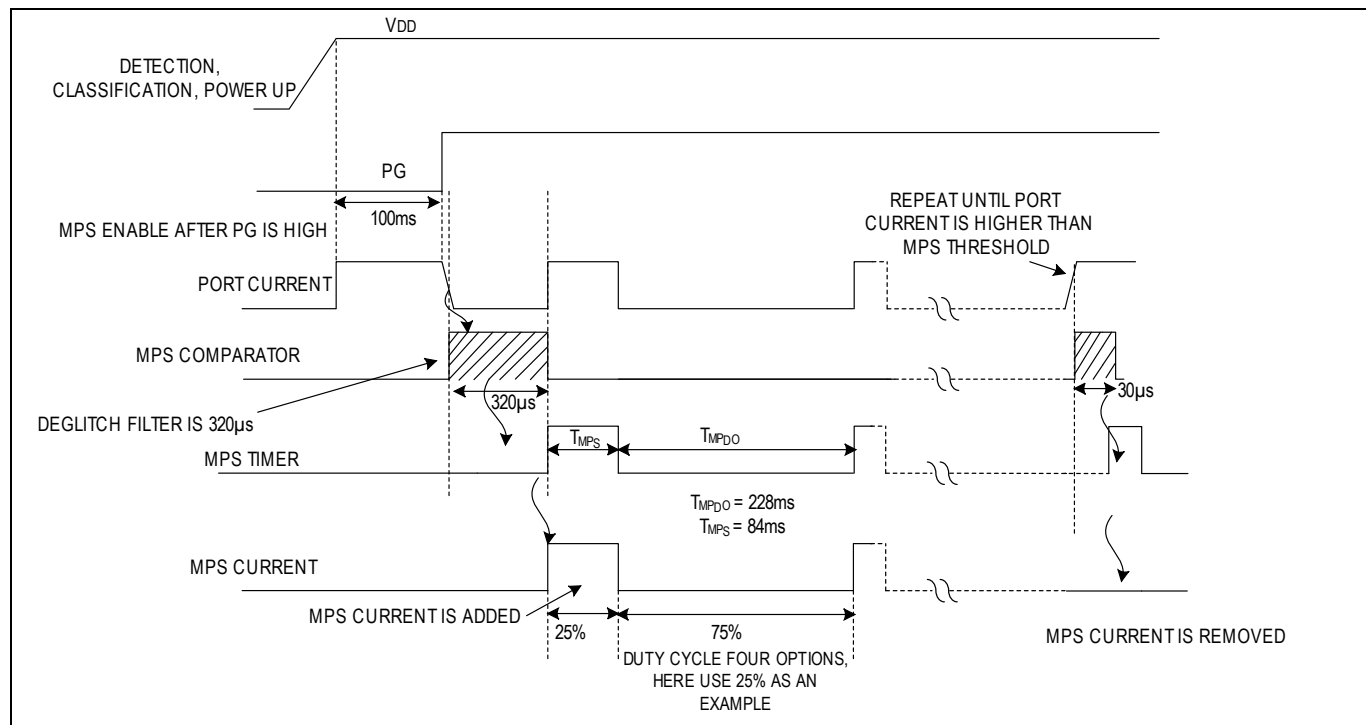 VDD
DETECTION,
CLASSIFICATION, POWER UP
PG
100ms
MPS ENABLE AFTER PG IS HIGH
REPEAT UNTIL PORT
CURRENT IS HIGHER THAN
MPS THRESHOLD
PORT CURRENT
MPS COMPARATOR
320µs
30µs
DEGLITCH FILTER IS 320µs
TMPS
TMPDO
MPS TIMER
TMPDO = 228ms
TMPS = 84ms
MPS CURRENT
MPS CURRENT IS ADDED
25%
75%
MPS CURRENT IS REMOVED
DUTY CYCLE FOUR OPTIONS,
HERE USE 25% AS AN
EXAMPLE